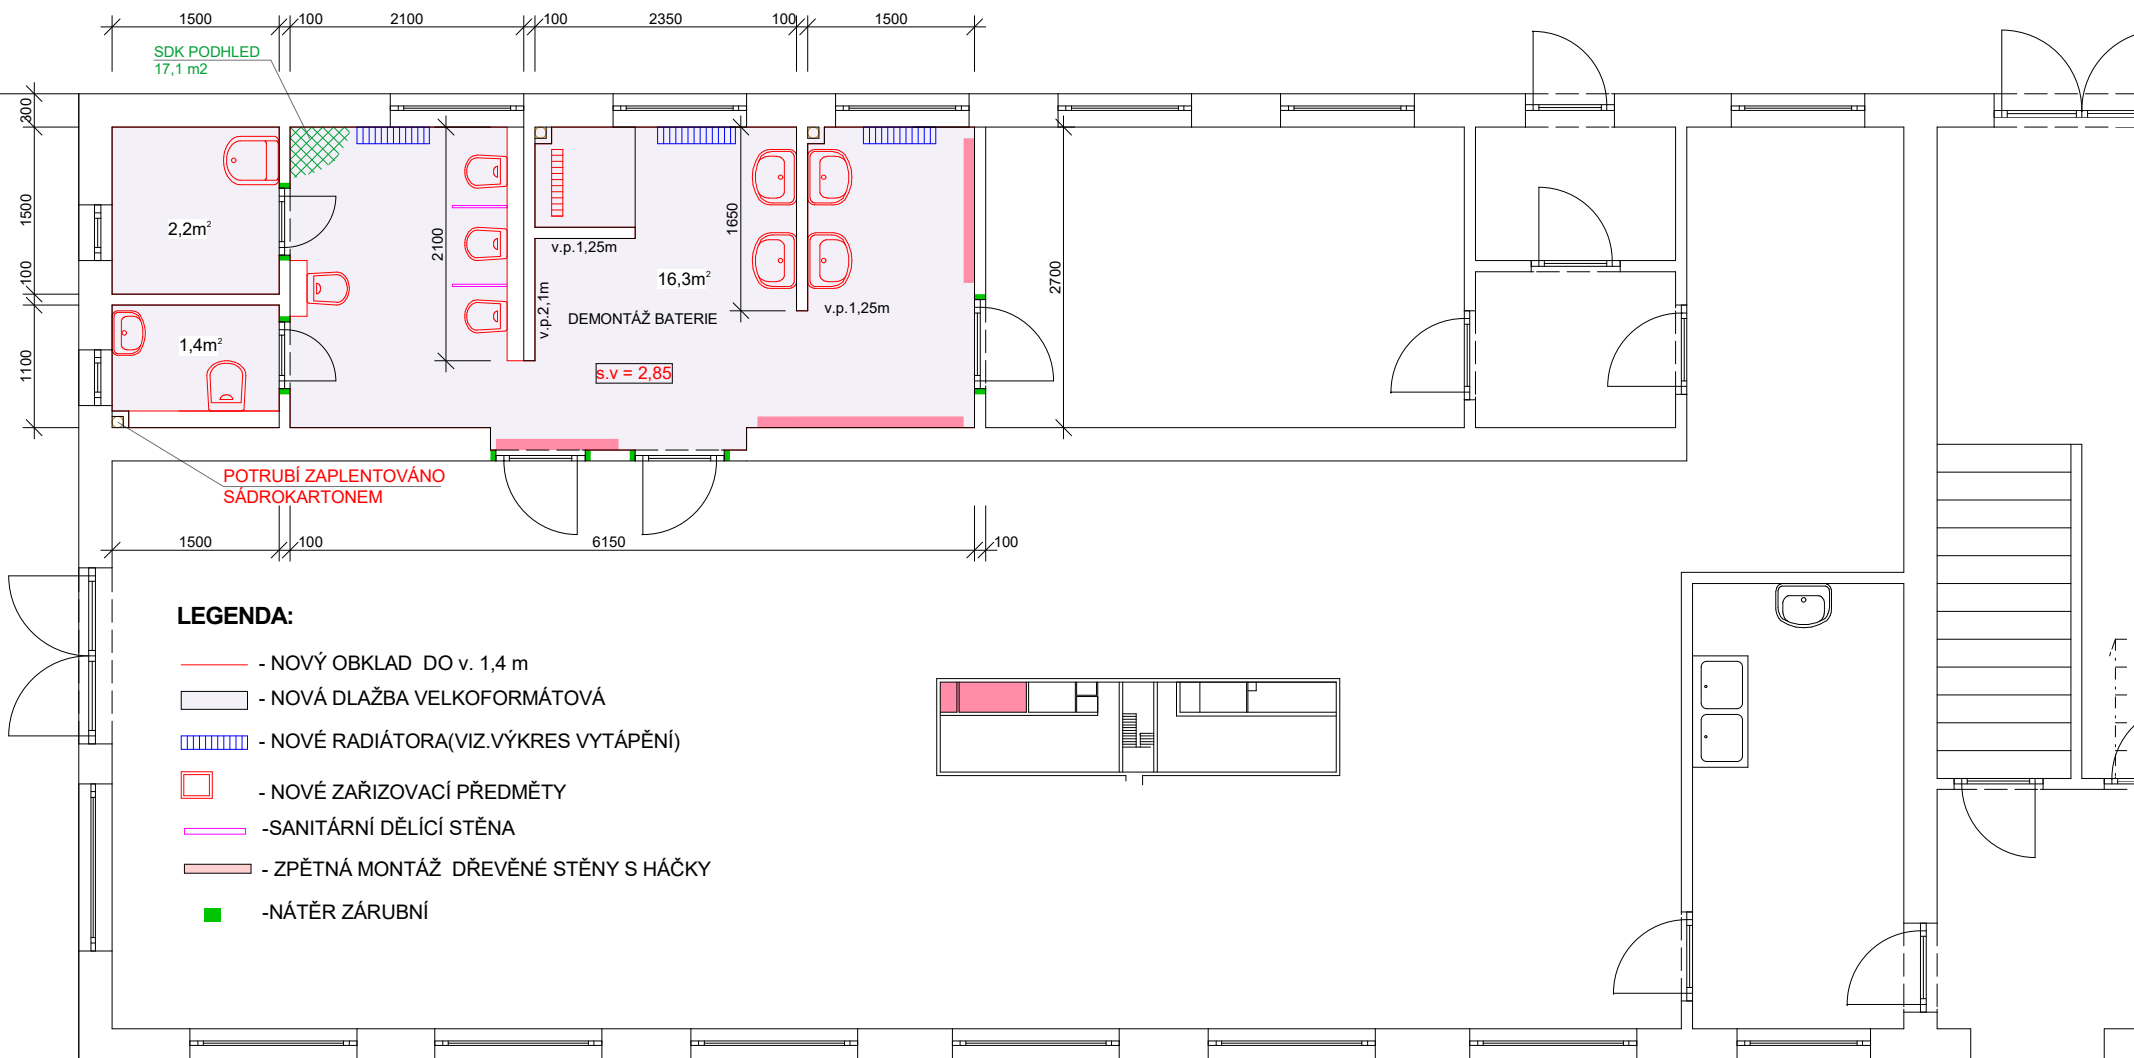 1500
100
2100
100
2350
100
1500
SDK PODHLED
17,1 m2
300
1500
100
1100
2,2m²
1,4m²
2100
v.p.1,25m
v.p.2,1m
1650
16,3m²
DEMONTÁŽ BATERIE
v.p.1,25m
s.v = 2,85
2700
POTRUBÍ ZAPLENTOVÁNO
SÁDROKARTONEM
1500
100
6150
100
LEGENDA:
- NOVÝ OBKLAD DO v. 1,4 m
- NOVÁ DLAŽBA VELKOFORMÁTOVÁ
- NOVÉ RADIÁTORA(VIZ.VÝKRES VYTÁPĚNÍ)
- NOVÉ ZAŘIZOVACÍ PŘEDMĚTY
-SANITÁRNÍ DĚLÍCÍ STĚNA
- ZPĚTNÁ MONTÁŽ DŘEVĚNÉ STĚNY S HÁČKY
-NÁTĚR ZÁRUBNÍ